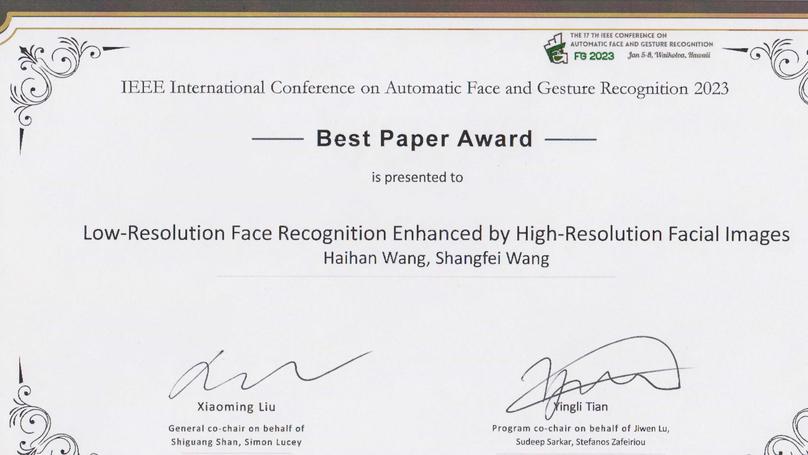 THE 17 TH IEEE CONFERENCE ON
AUTOMATIC FACE AND GESTURE RECOGNITION
FG 2023 Jan 5-8, Waikoloa, Hawaii
IEEE International Conference on Automatic Face and Gesture Recognition 2023
Best Paper Award
is presented to
Low-Resolution Face Recognition Enhanced by High-Resolution Facial Images
Haihan Wang, Shangfei Wang
Xiaoming Liu
Yingli Tian
General co-chair on behalf of
Shiguang Shan, Simon Lucey
Program co-chair on behalf of Jiwen Lu,
Sudeep Sarkar, Stefanos Zafeiriou